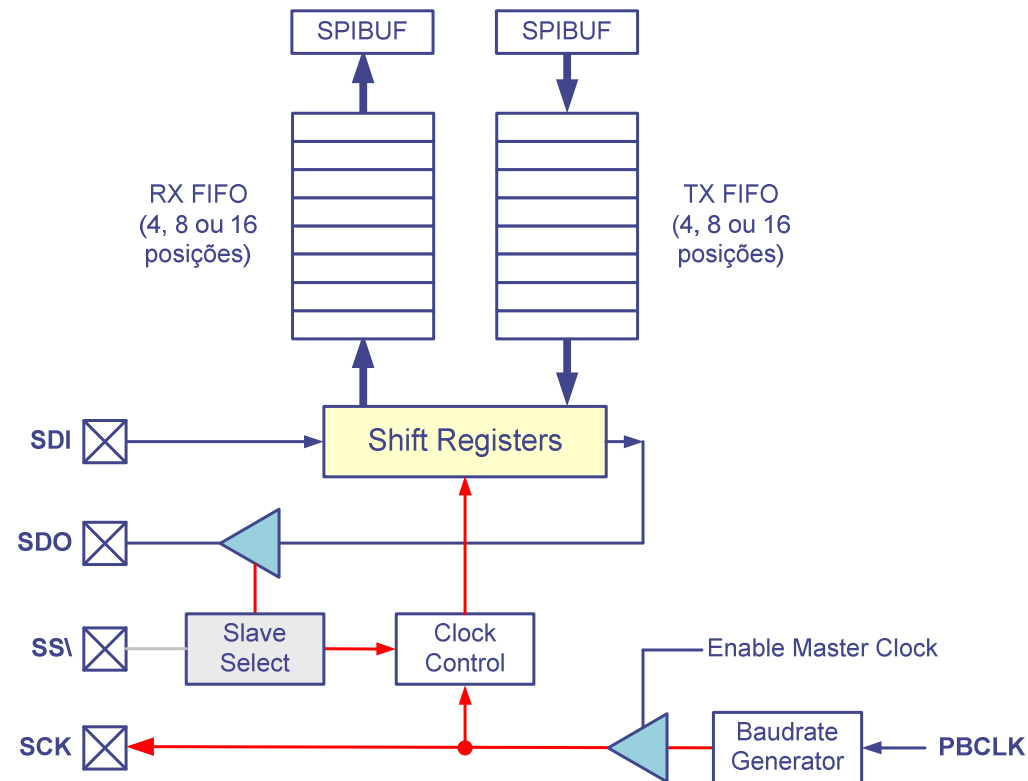 SPIBUF
SPIBUF
RX FIFO
(4, 8 ou 16
posições)
TX FIFO
(4, 8 ou 16
posições)
SDI
Shift Registers
SDO
SS\
Slave
Select
Clock
Control
Enable Master Clock
SCK
Baudrate
Generator
PBCLK